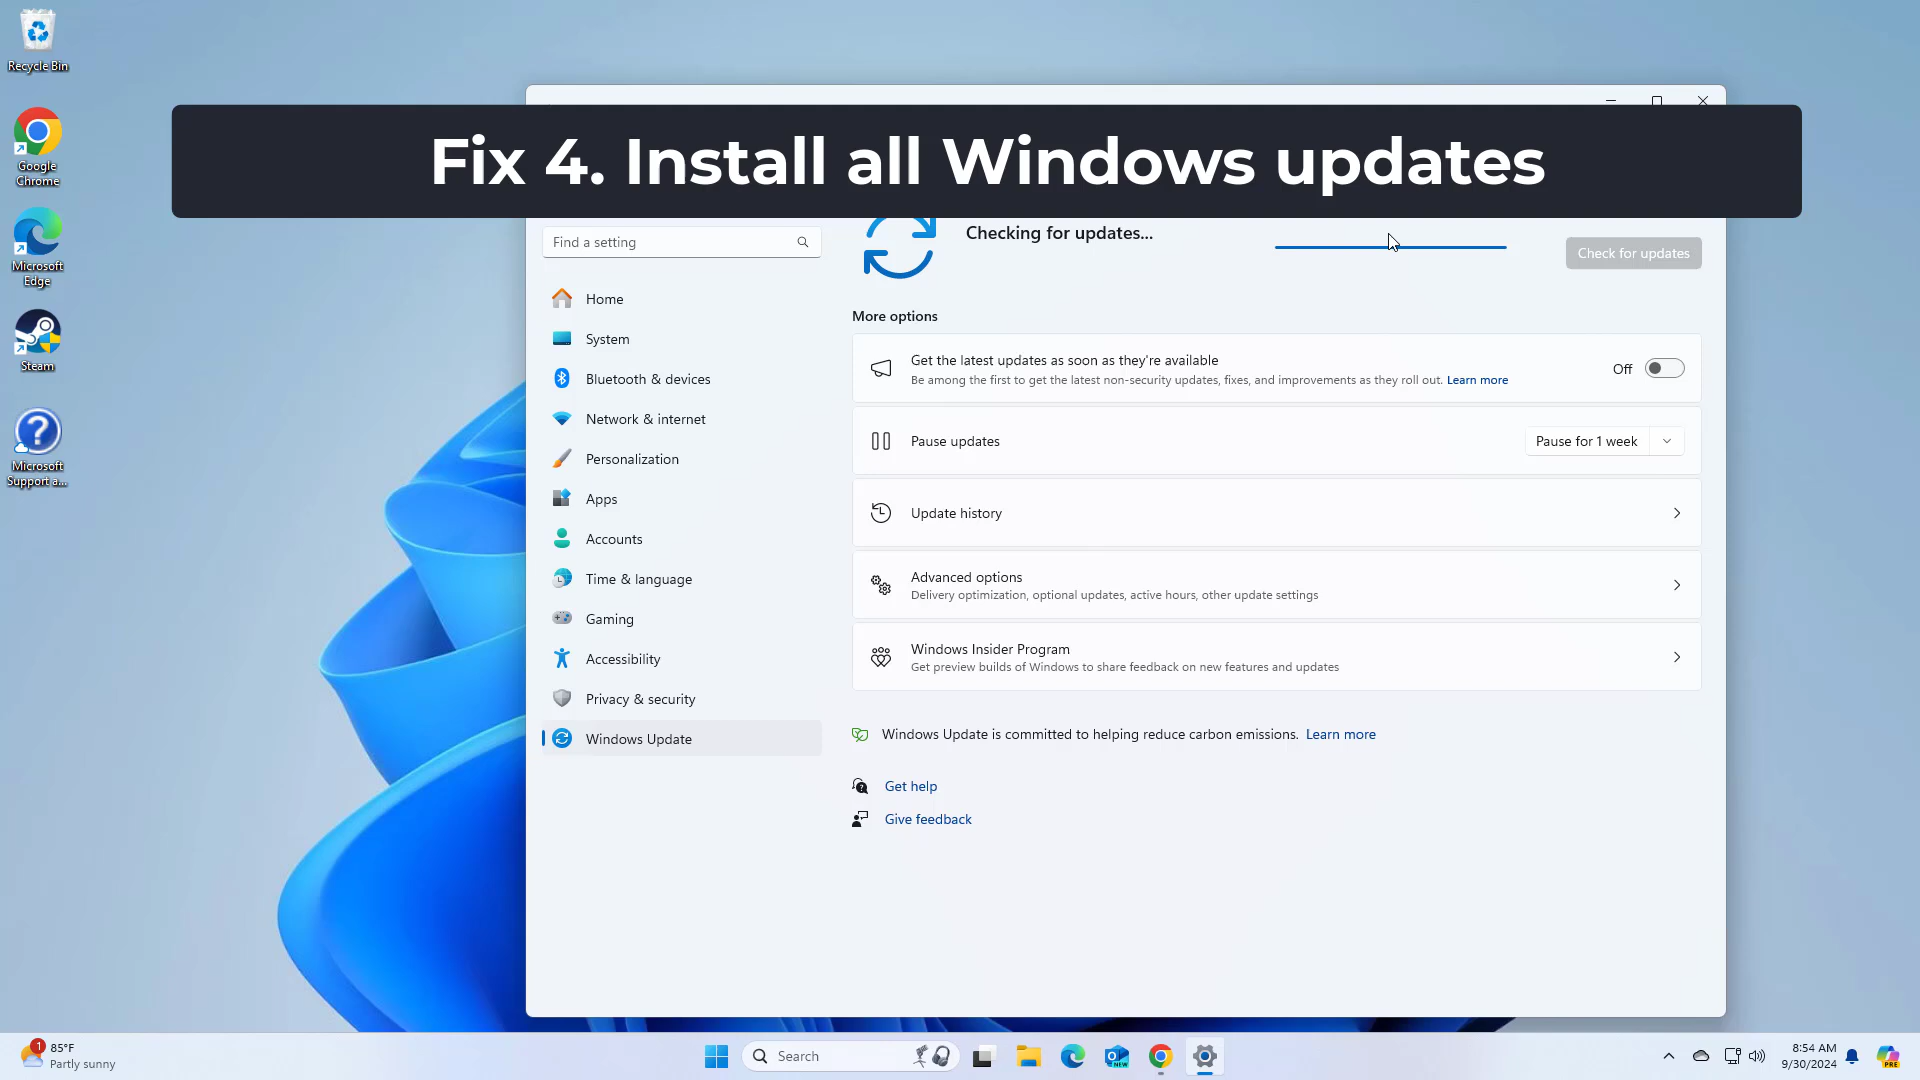 Recycle Bin
Google
Chrome
Microsoft
Edge
Steam
Microsoft
Support a...
Fix 4. Install all Windows updates
Find a setting
Home
System
Bluetooth & devices
Network & internet
Personalization
Apps
Accounts
Time & language
Gaming
Accessibility
Privacy & security
Windows Update
Checking for updates...
Check for updates
More options
Get the latest updates as soon as they're available
Be among the first to get the latest non-security updates, fixes, and improvements as they roll out. Learn more
Off
Pause updates
Pause for 1 week
Update history
Advanced options
Delivery optimization, optional updates, active hours, other update settings
Windows Insider Program
Get preview builds of Windows to share feedback on new features and updates
Windows Update is committed to helping reduce carbon emissions. Learn more
Get help
Give feedback
1
85°F
Partly sunny
Search
NEW
8:54 AM
9/30/2024
PRE